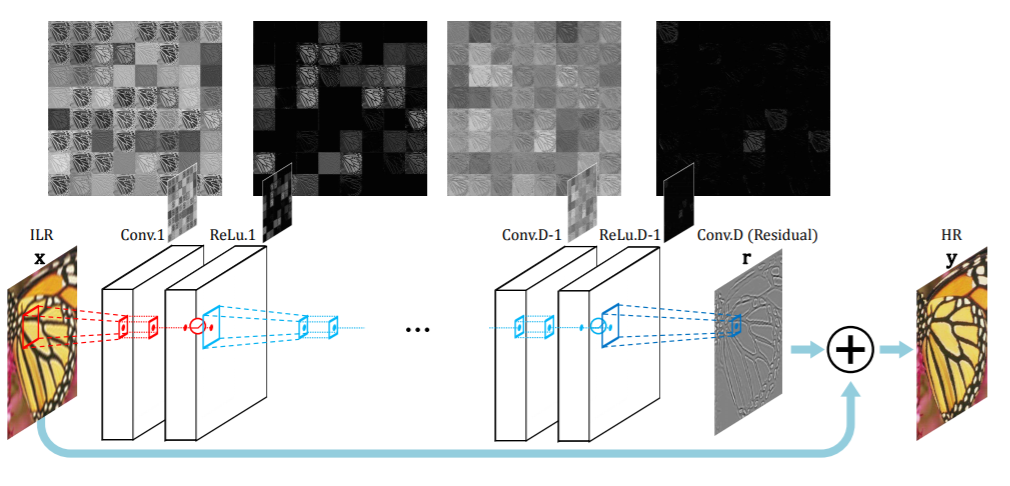 ILR
x
Conv.1
ReLu.1
...
Conv.D-1
ReLu.D-1
Conv.D (Residual)
r
HR
y